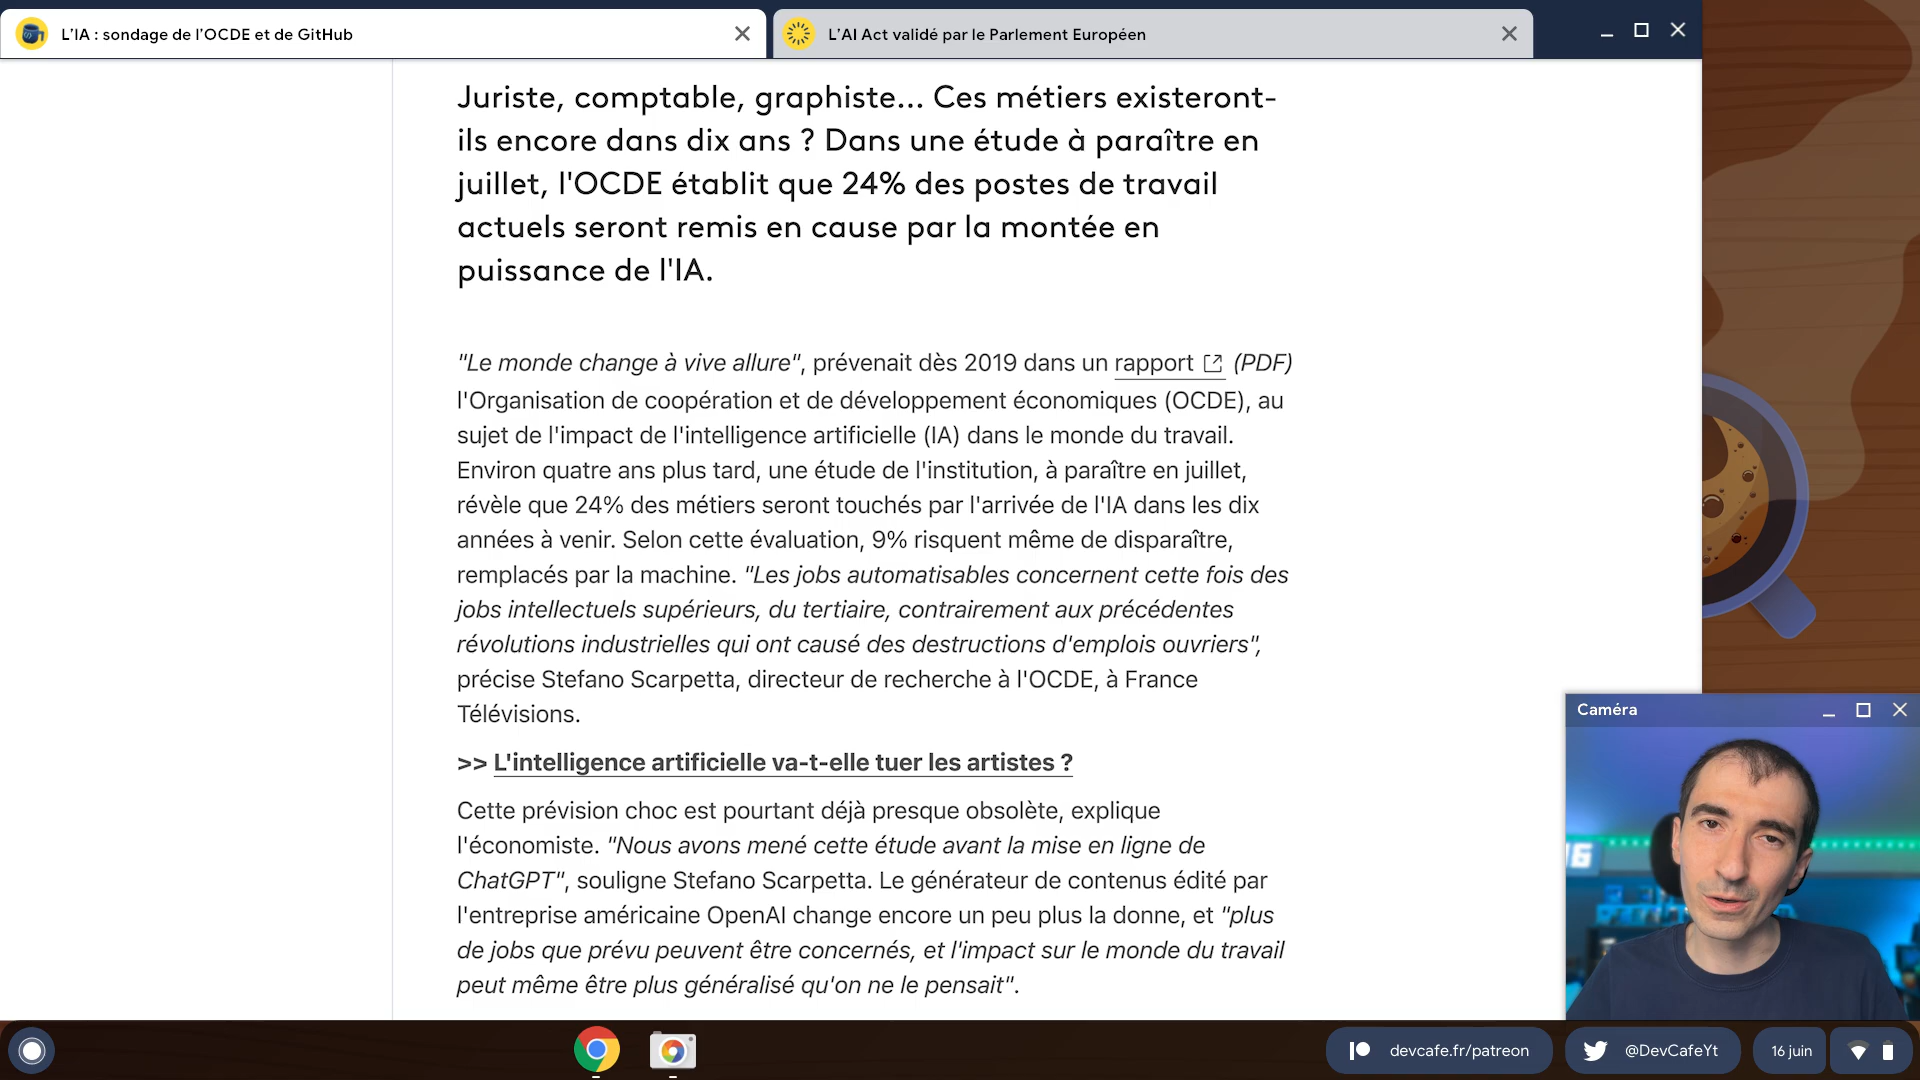 L'IA : sondage de l'OCDE et de GitHub
L'AI Act validé par le Parlement Européen
Juriste, comptable, graphiste... Ces métiers existeront-
ils encore dans dix ans ? Dans une étude à paraître en
juillet, l'OCDE établit que 24% des postes de travail
actuels seront remis en cause par la montée en
puissance de l'IA.
"Le monde change à vive allure", prévenait dès 2019 dans un rapport (PDF)
l'Organisation de coopération et de développement économiques (OCDE), au
sujet de l'impact de l'intelligence artificielle (IA) dans le monde du travail.
Environ quatre ans plus tard, une étude de l'institution, à paraître en juillet,
révèle que 24% des métiers seront touchés par l'arrivée de l'IA dans les dix
années à venir. Selon cette évaluation, 9% risquent même de disparaître,
remplacés par la machine. "Les jobs automatisables concernent cette fois des
jobs intellectuels supérieurs, du tertiaire, contrairement aux précédentes
révolutions industrielles qui ont causé des destructions d'emplois ouvriers",
précise Stefano Scarpetta, directeur de recherche à l'OCDE, à France
Télévisions.
>> L'intelligence artificielle va-t-elle tuer les artistes ?
Cette prévision choc est pourtant déjà presque obsolète, explique
l'économiste. "Nous avons mené cette étude avant la mise en ligne de
ChatGPT", souligne Stefano Scarpetta. Le générateur de contenus édité par
l'entreprise américaine OpenAI change encore un peu plus la donne, et "plus
de jobs que prévu peuvent être concernés, et l'impact sur le monde du travail
peut même être plus généralisé qu'on ne le pensait".
Caméra
devcafe.fr/patreon
@DevCafeYt
16 juin